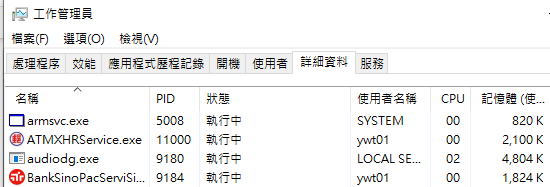 工作管理員
檔案(F) 選項(O) 檢視(V)
處理程序 效能 應用程式歷程記錄 開機 使用者 詳細資料 服務
名稱 PID 狀態 使用者名稱 CPU 記憶體 (使...
armsvc.exe 5008 執行中 SYSTEM 00 820 K
ATMXHRService.exe 11000 執行中 ywt01 00 2,100 K
audiodg.exe 9180 執行中 LOCAL SE... 02 4,804 K
BankSinoPacServiSi... 9184 執行中 ywt01 00 1,824 K